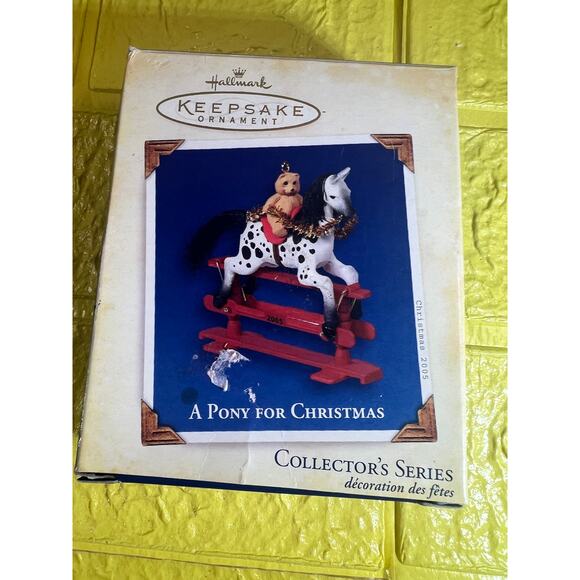 Hallmark
KEEPSAKE
ORNAMENT
2005
Christmas 2005
A PONY FOR CHRISTMAS
COLLECTOR'S SERIES
décoration des fêtes